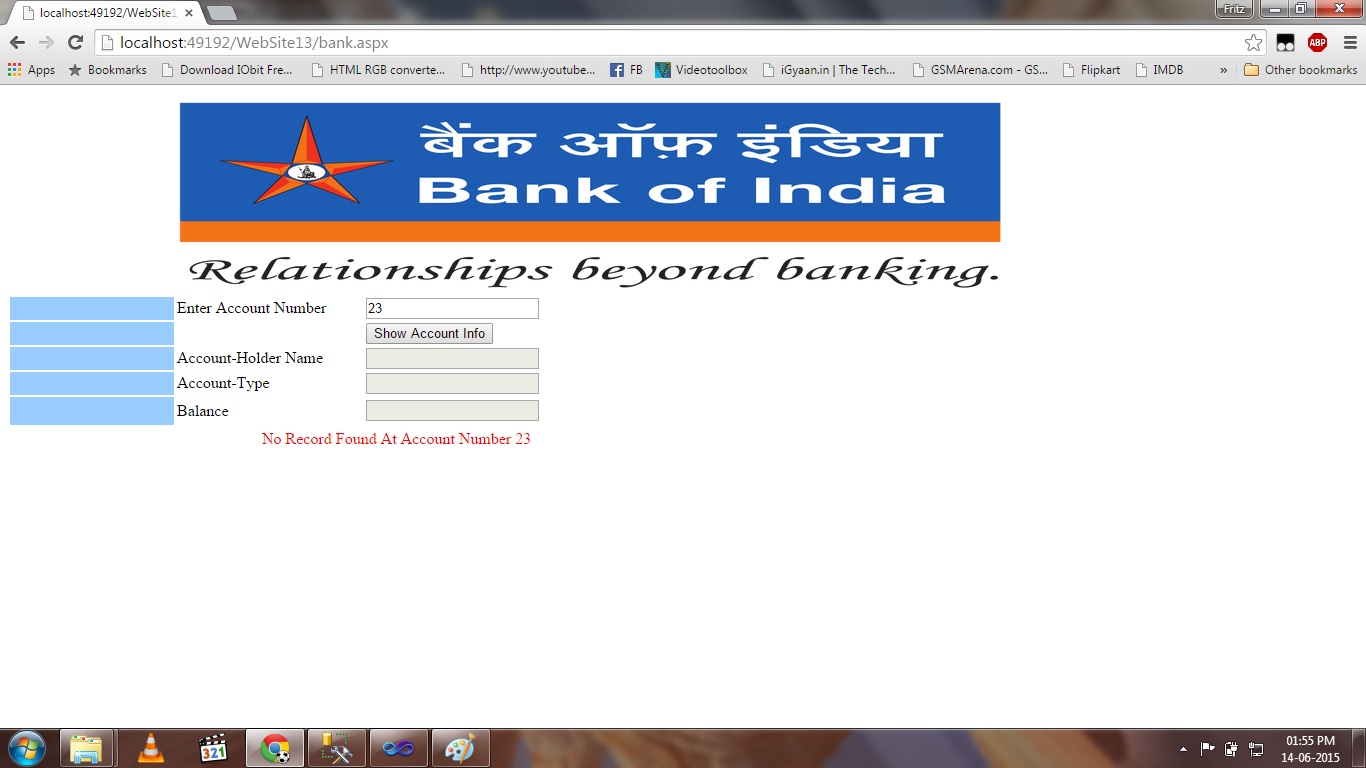 localhost:49192/WebSite1
Fritz
localhost:49192/WebSite13/bank.aspx
ABP
Apps
Bookmarks
Download IObit Fre...
HTML RGB converte...
http://www.youtube...
FB
Videotoolbox
iGyaan.in | The Tech...
GSMArena.com - GS...
Flipkart
IMDB
»
Other bookmarks
बैंक ऑफ़ इंडिया
Bank of India
Relationships beyond banking.
Enter Account Number 23
Show Account Info
Account-Holder Name
Account-Type
Balance
No Record Found At Account Number 23
321
01:55 PM
14-06-2015